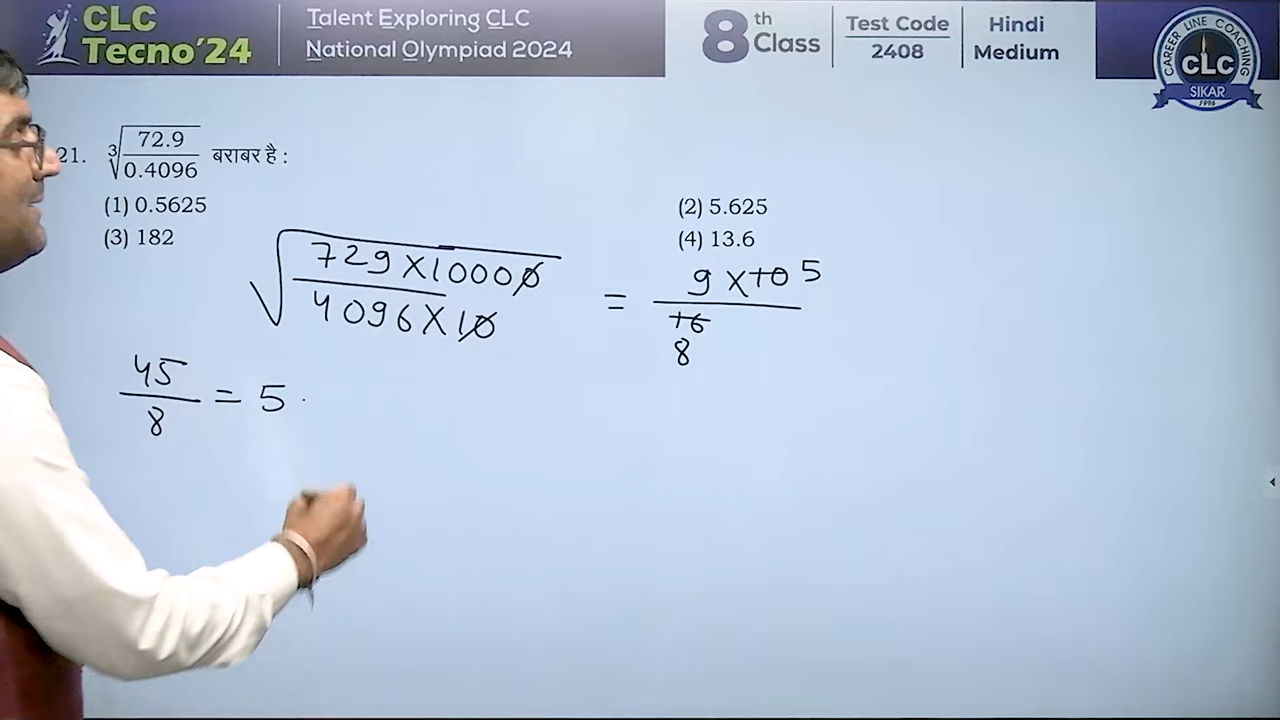 CLC
Tecno'24
Talent Exploring CLC
National Olympiad 2024
8th Class
Test Code
2408
Hindi
Medium
CAREER LINE COACHING
CLC
SIKAR
1996
21. ∛(72.9/0.4096) बराबर है :
(1) 0.5625
(2) 5.625
(3) 182
(4) 13.6
√(729×10000/4096×10) = 9×10 5/16 8
45/8 = 5.